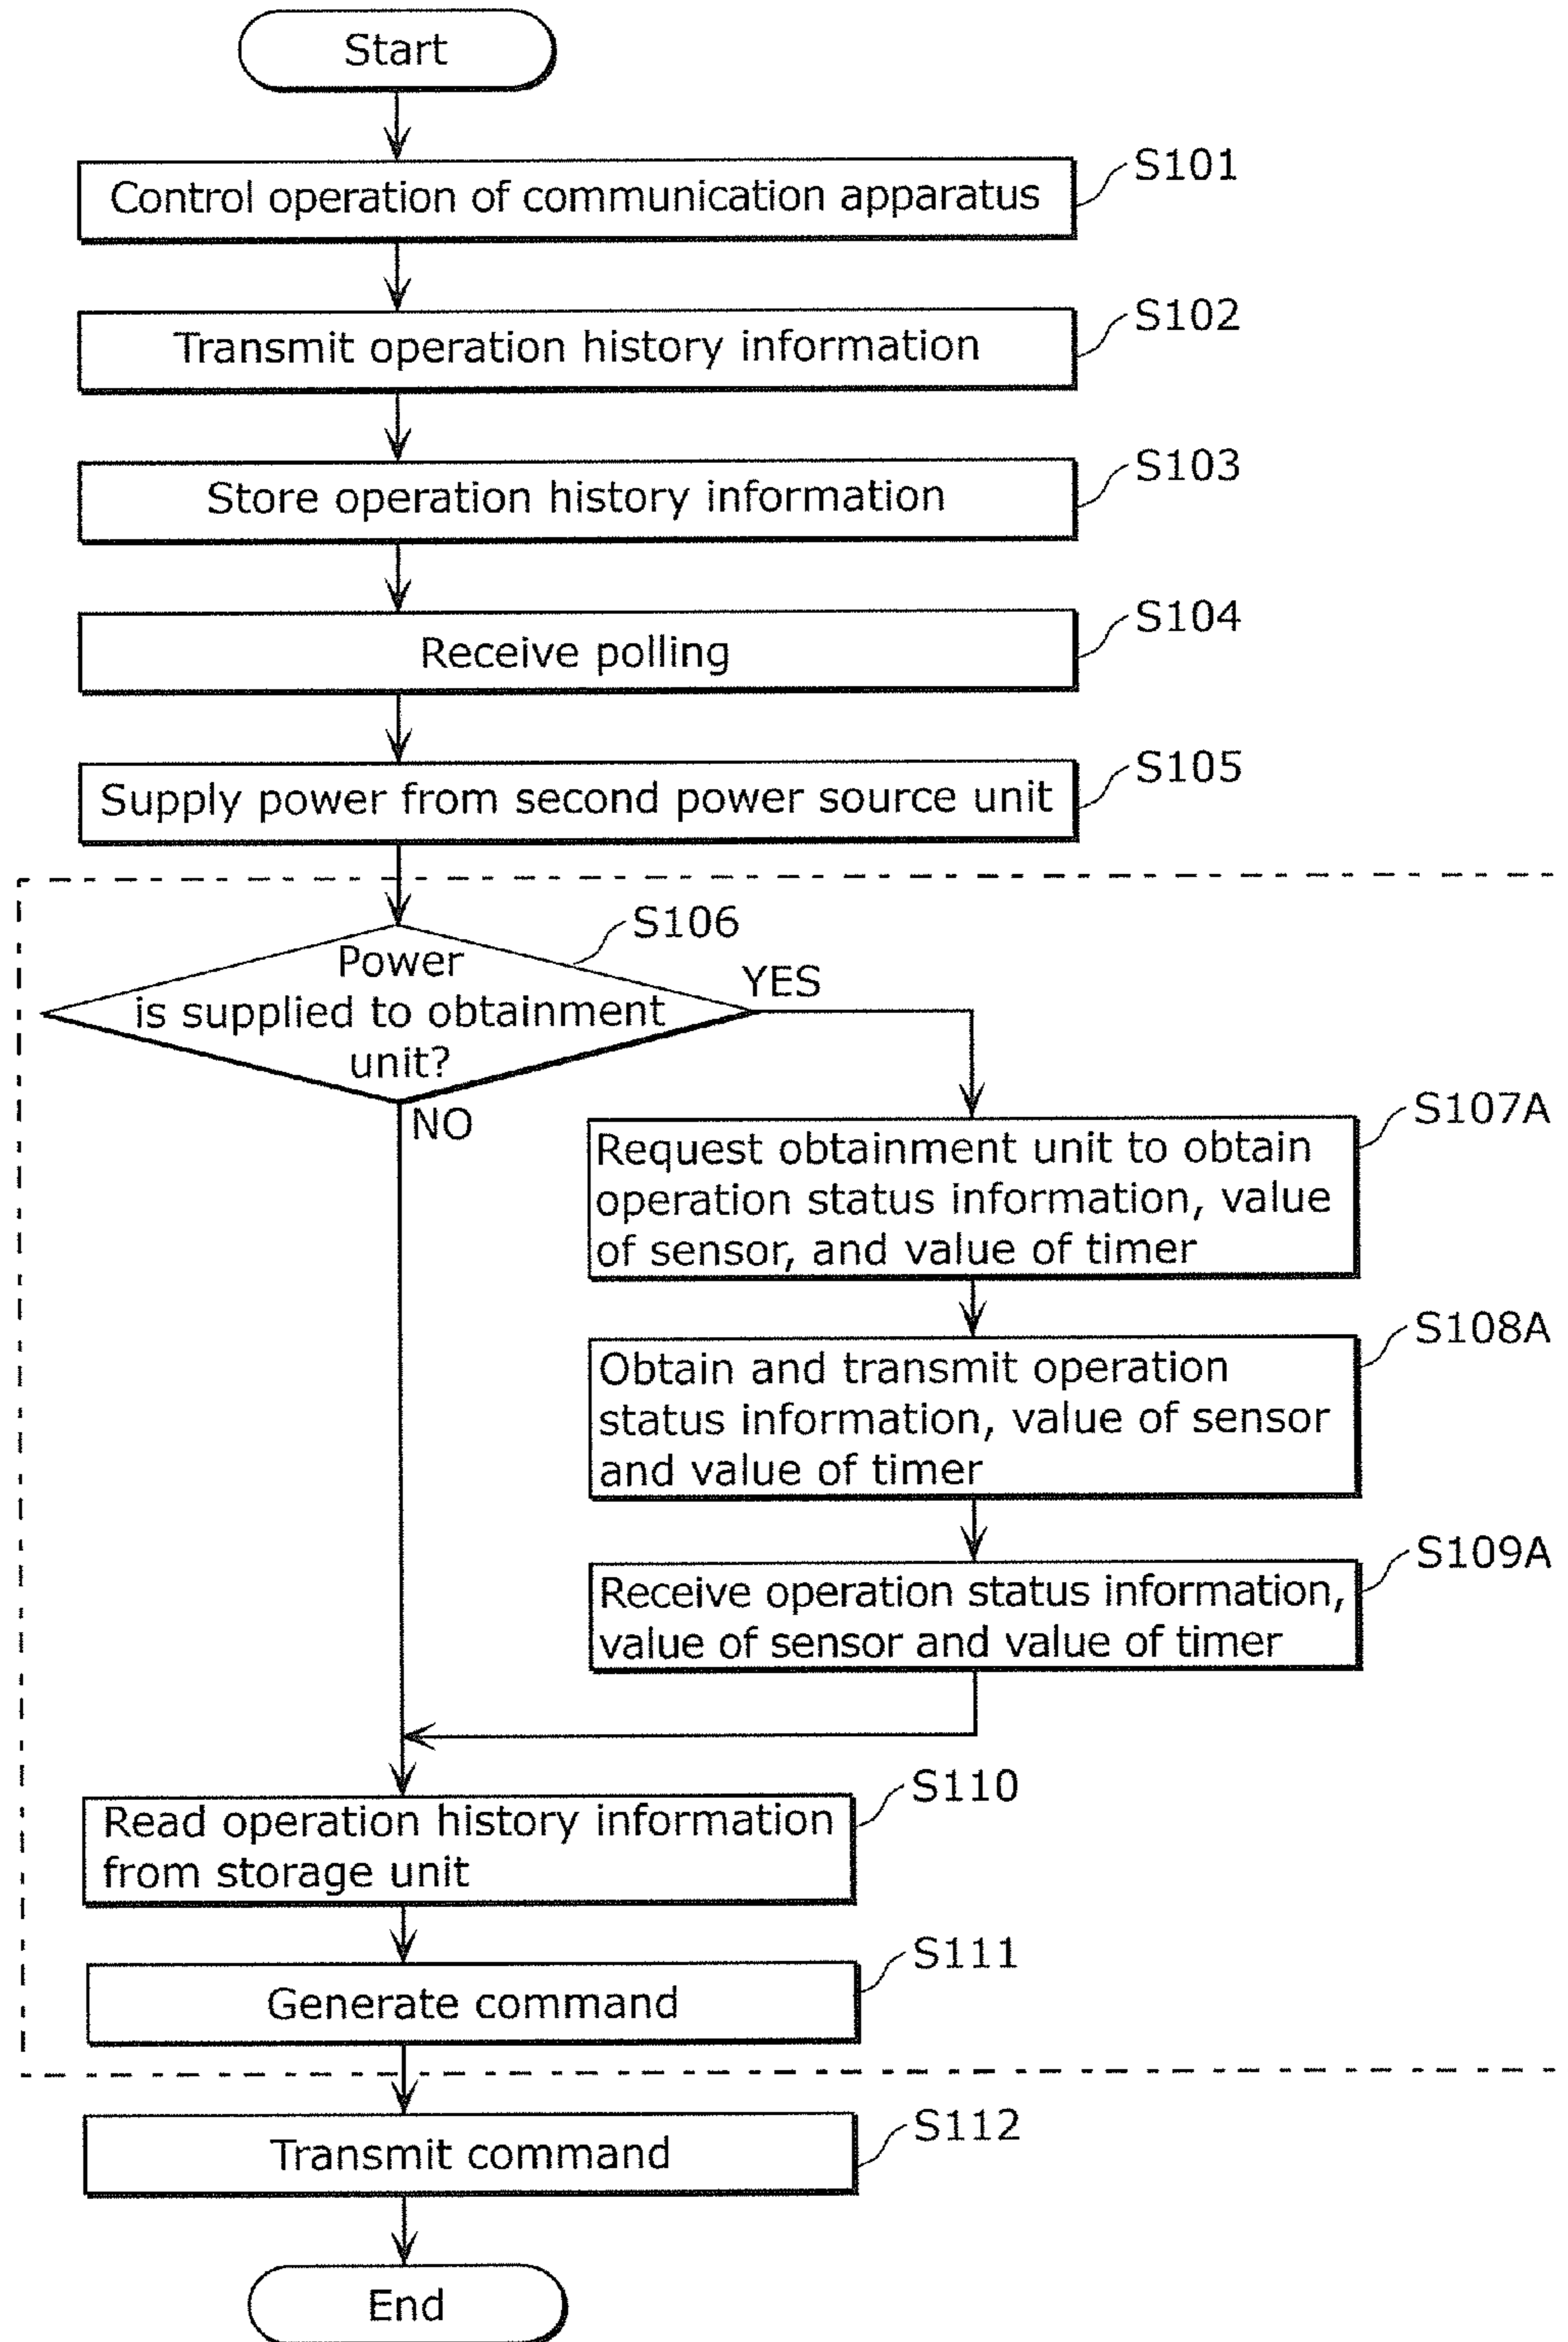 Start
Control operation of communication apparatus
S101
Transmit operation history information
S102
Store operation history information
S103
Receive polling
S104
Supply power from second power source unit
S105
S106
Power
is supplied to obtainment
unit?
YES
NO
Request obtainment unit to obtain
operation status information, value
of sensor, and value of timer
S107A
Obtain and transmit operation
status information, value of sensor
and value of timer
S108A
Receive operation status information,
value of sensor and value of timer
S109A
Read operation history information
from storage unit
S110
Generate command
S111
Transmit command
S112
End